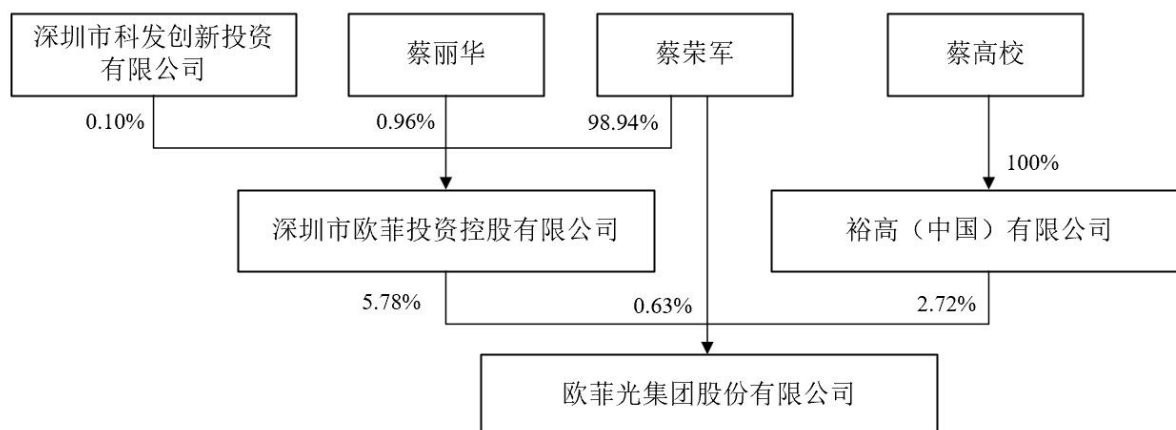 深圳市科发创新投资
有限公司
蔡丽华
蔡荣军
蔡高校
0.10%
0.96%
98.94%
100%
深圳市欧菲投资控股有限公司
裕高（中国）有限公司
5.78%
0.63%
2.72%
欧菲光集团股份有限公司